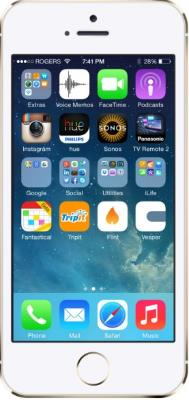 ROGERS 7:41 PM 28%
Extras Voice Memos FaceTime Podcasts
hue PHILIPS SONOS Panasonic
Instagram hue Sonos TV Remote 2
Google Social Utilities iLife
TripIt
Fantastical Tripit Flint Vesper
Phone Mail Safari Music